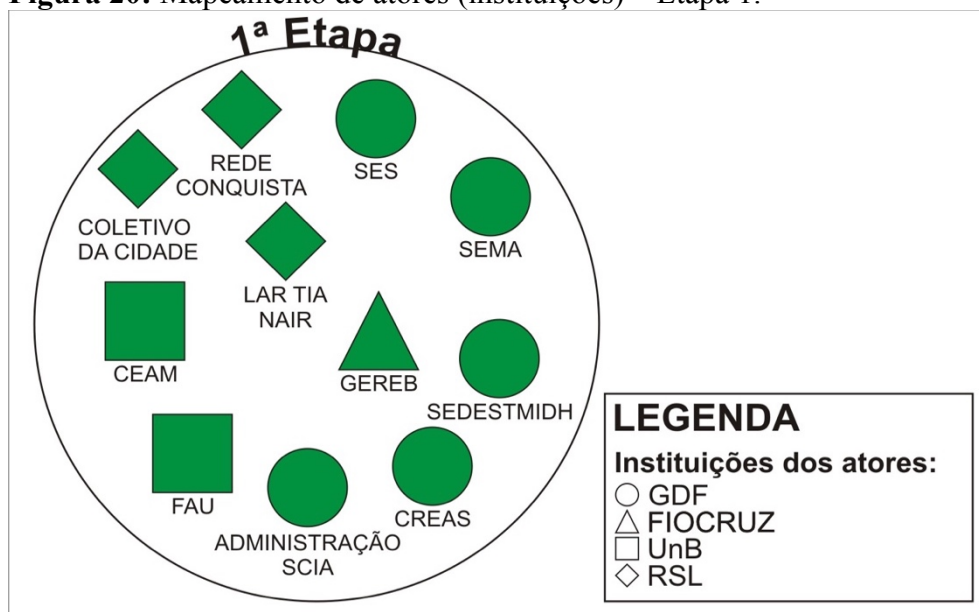 Figura 20: Mapeamento de atores (instituições) – Etapa 1.
1ª Etapa
REDE
CONQUISTA
SES
COLETIVO
DA CIDADE
SEMA
LAR TIA
NAIR
CEAM
GEREB
SEDESTMIDH
FAU
CREAS
ADMINISTRAÇÃO
SCIA
LEGENDA
Instituições dos atores:
GDF
FIOCRUZ
UnB
RSL